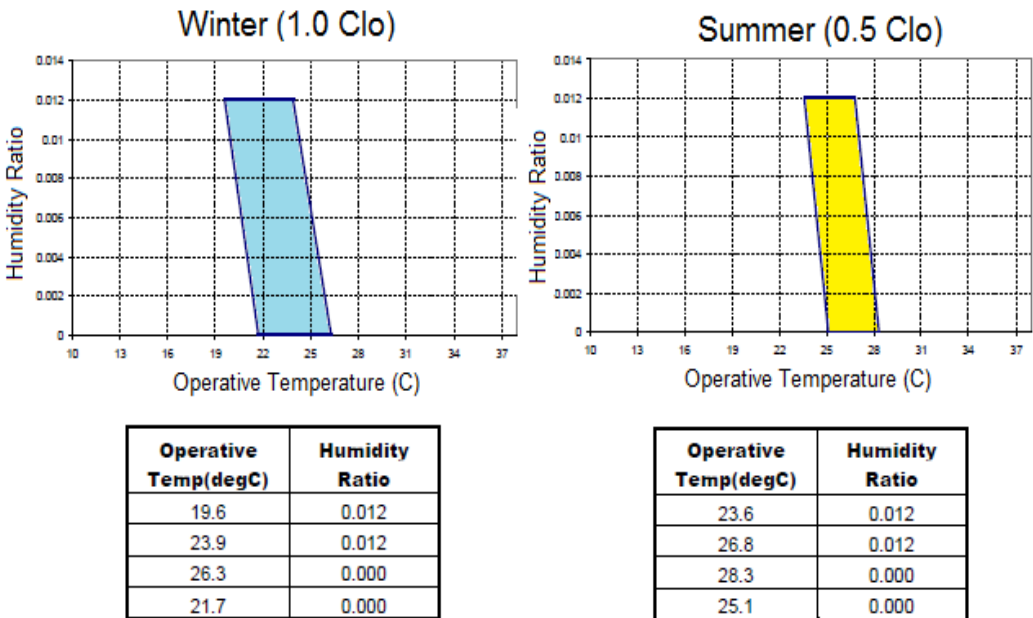 Winter (1.0 Clo)
0.014
0.012
0.01
0.008
0.006
0.004
0.002
0
Humidity Ratio
10 13 16 19 22 25 28 31 34 37
Operative Temperature (C)
Summer (0.5 Clo)
0.014
0.012
0.01
0.008
0.006
0.004
0.002
0
Humidity Ratio
10 13 16 19 22 25 28 31 34 37
Operative Temperature (C)
Operative Humidity
Temp(degC) Ratio
19.6 0.012
23.9 0.012
26.3 0.000
21.7 0.000
Operative Humidity
Temp(degC) Ratio
23.6 0.012
26.8 0.012
28.3 0.000
25.1 0.000